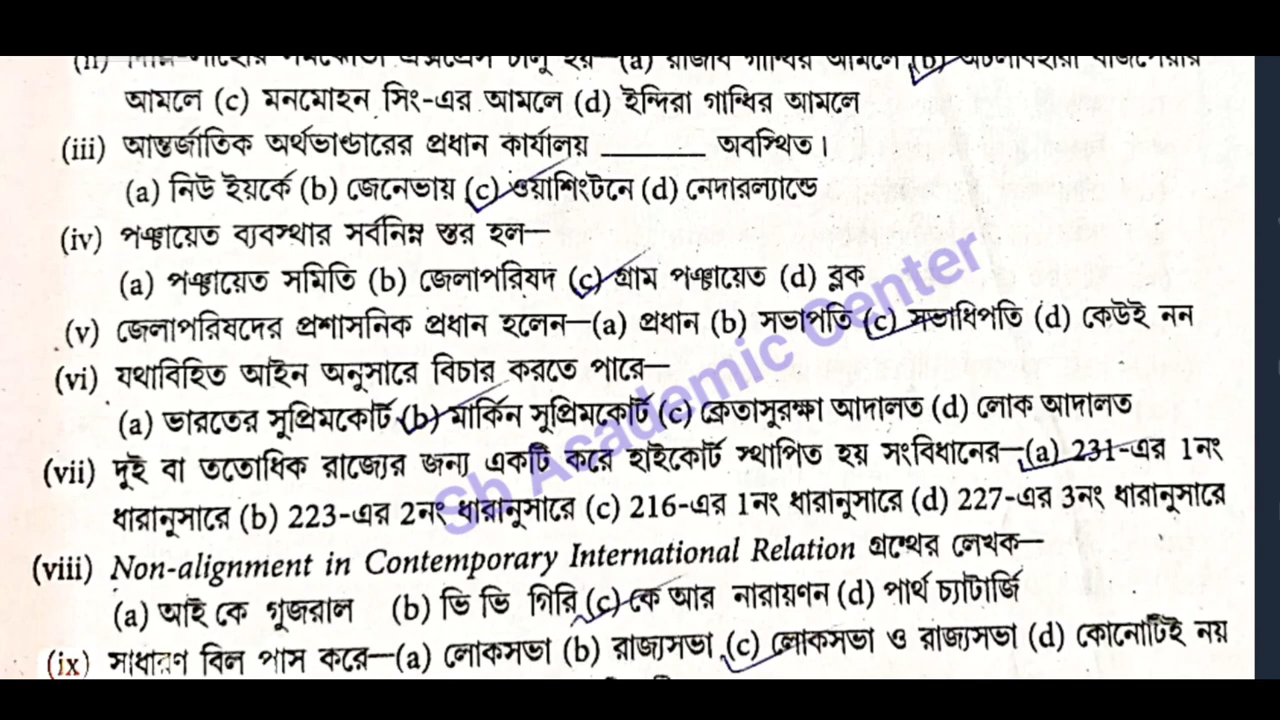 আমলে (c) মনমোহন সিং-এর আমলে (d) ইন্দিরা গান্ধির আমলে
(iii) আন্তর্জাতিক অর্থভাণ্ডারের প্রধান কার্যালয় ________ অবস্থিত।
(a) নিউ ইয়র্কে (b) জেনেভায় (c) ওয়াশিংটনে (d) নেদারল্যান্ডে
(iv) পঞ্চায়েত ব্যবস্থার সর্বনিম্ন স্তর হল—
(a) পঞ্চায়েত সমিতি (b) জেলাপরিষদ (c) গ্রাম পঞ্চায়েত (d) ব্লক
(v) জেলাপরিষদের প্রশাসনিক প্রধান হলেন—(a) প্রধান (b) সভাপতি (c) সভাধিপতি (d) কেউই নন
(vi) যথাবিহিত আইন অনুসারে বিচার করতে পারে—
(a) ভারতের সুপ্রিমকোর্ট (b) মার্কিন সুপ্রিমকোর্ট (c) ক্রেতাসুরক্ষা আদালত (d) লোক আদালত
(vii) দুই বা ততোধিক রাজ্যের জন্য একটি করে হাইকোর্ট স্থাপিত হয় সংবিধানের—(a) 231-এর 1নং
ধারানুসারে (b) 223-এর 2নং ধারানুসারে (c) 216-এর 1নং ধারানুসারে (d) 227-এর 3নং ধারানুসারে
(viii) Non-alignment in Contemporary International Relation গ্রন্থের লেখক—
(a) আই কে গুজরাল (b) ভি ভি গিরি (c) কে আর নারায়ণন (d) পার্থ চ্যাটার্জি
(ix) সাধারণ বিল পাস করে—(a) লোকসভা (b) রাজ্যসভা (c) লোকসভা ও রাজ্যসভা (d) কোনোটিই নয়
Sb Academic Center